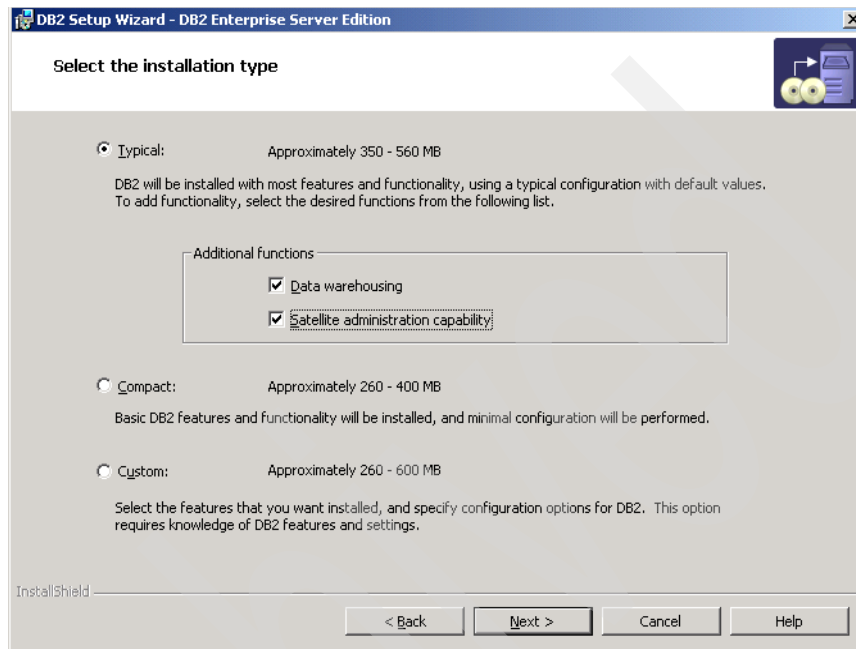 DB2 Setup Wizard - DB2 Enterprise Server Edition
Select the installation type
Typical: Approximately 350 - 560 MB
DB2 will be installed with most features and functionality, using a typical configuration with default values.
To add functionality, select the desired functions from the following list.
Additional functions
Data warehousing
Satellite administration capability
Compact: Approximately 260 - 400 MB
Basic DB2 features and functionality will be installed, and minimal configuration will be performed.
Custom: Approximately 260 - 600 MB
Select the features that you want installed, and specify configuration options for DB2. This option
requires knowledge of DB2 features and settings.
InstallShield
< Back Next > Cancel Help